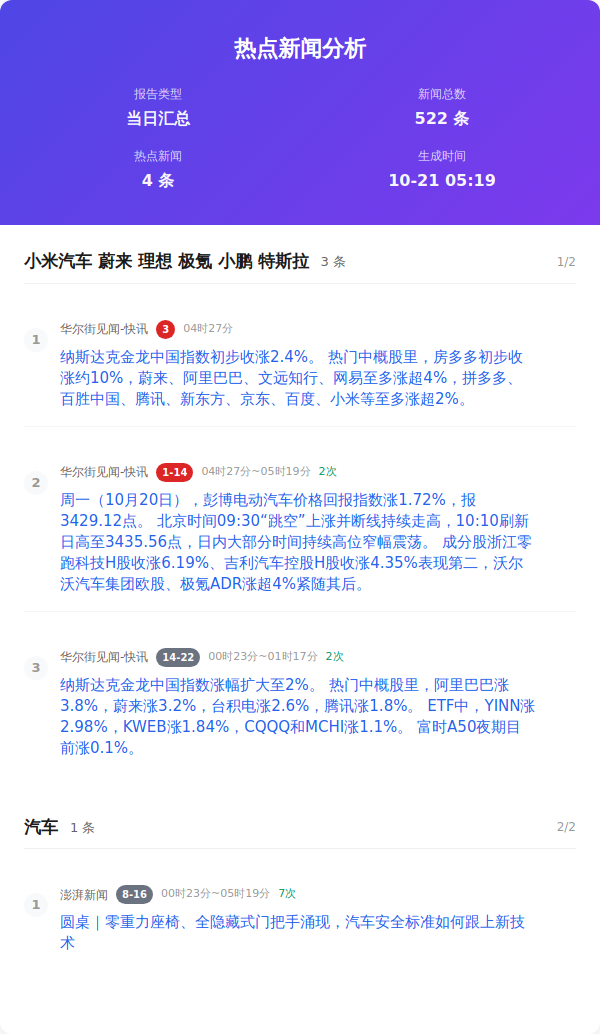 热点新闻分析
报告类型
当日汇总
新闻总数
522 条
热点新闻
4 条
生成时间
10-21 05:19
小米汽车 蔚来 理想 极氪 小鹏 特斯拉 3 条 1/2
1
华尔街见闻-快讯 3 04时27分
纳斯达克金龙中国指数初步收涨2.4%。 热门中概股里，房多多初步收
涨约10%，蔚来、阿里巴巴、文远知行、网易至多涨超4%，拼多多、
百胜中国、腾讯、新东方、京东、百度、小米等至多涨超2%。
2
华尔街见闻-快讯 1-14 04时27分~05时19分 2次
周一（10月20日），彭博电动汽车价格回报指数涨1.72%，报
3429.12点。 北京时间09:30“跳空”上涨并断线持续走高，10:10刷新
日高至3435.56点，日内大部分时间持续高位窄幅震荡。 成分股浙江零
跑科技H股收涨6.19%、吉利汽车控股H股收涨4.35%表现第二，沃尔
沃汽车集团欧股、极氪ADR涨超4%紧随其后。
3
华尔街见闻-快讯 14-22 00时23分~01时17分 2次
纳斯达克金龙中国指数涨幅扩大至2%。 热门中概股里，阿里巴巴涨
3.8%，蔚来涨3.2%，台积电涨2.6%，腾讯涨1.8%。 ETF中，YINN涨
2.98%，KWEB涨1.84%，CQQQ和MCHI涨1.1%。 富时A50夜期目
前涨0.1%。
汽车 1 条 2/2
1
澎湃新闻 8-16 00时23分~05时19分 7次
圆桌｜零重力座椅、全隐藏式门把手涌现，汽车安全标准如何跟上新技
术